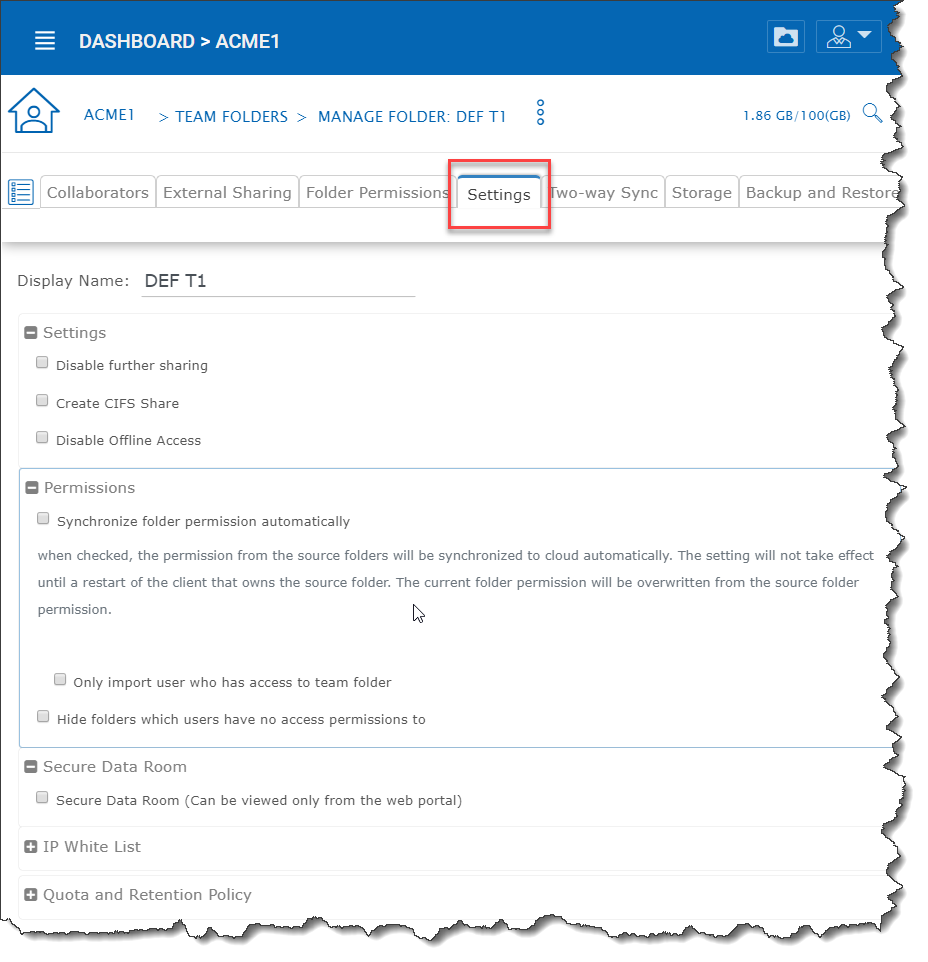 DASHBOARD > ACME1
ACME1 > TEAM FOLDERS > MANAGE FOLDER: DEF T1 1.86 GB/100(GB)
Collaborators External Sharing Folder Permissions Settings Two-way Sync Storage Backup and Restore
Display Name: DEF T1
Settings
Disable further sharing
Create CIFS Share
Disable Offline Access
Permissions
Synchronize folder permission automatically
when checked, the permission from the source folders will be synchronized to cloud automatically. The setting will not take effect
until a restart of the client that owns the source folder. The current folder permission will be overwritten from the source folder
permission.
Only import user who has access to team folder
Hide folders which users have no access permissions to
Secure Data Room
Secure Data Room (Can be viewed only from the web portal)
IP White List
Quota and Retention Policy